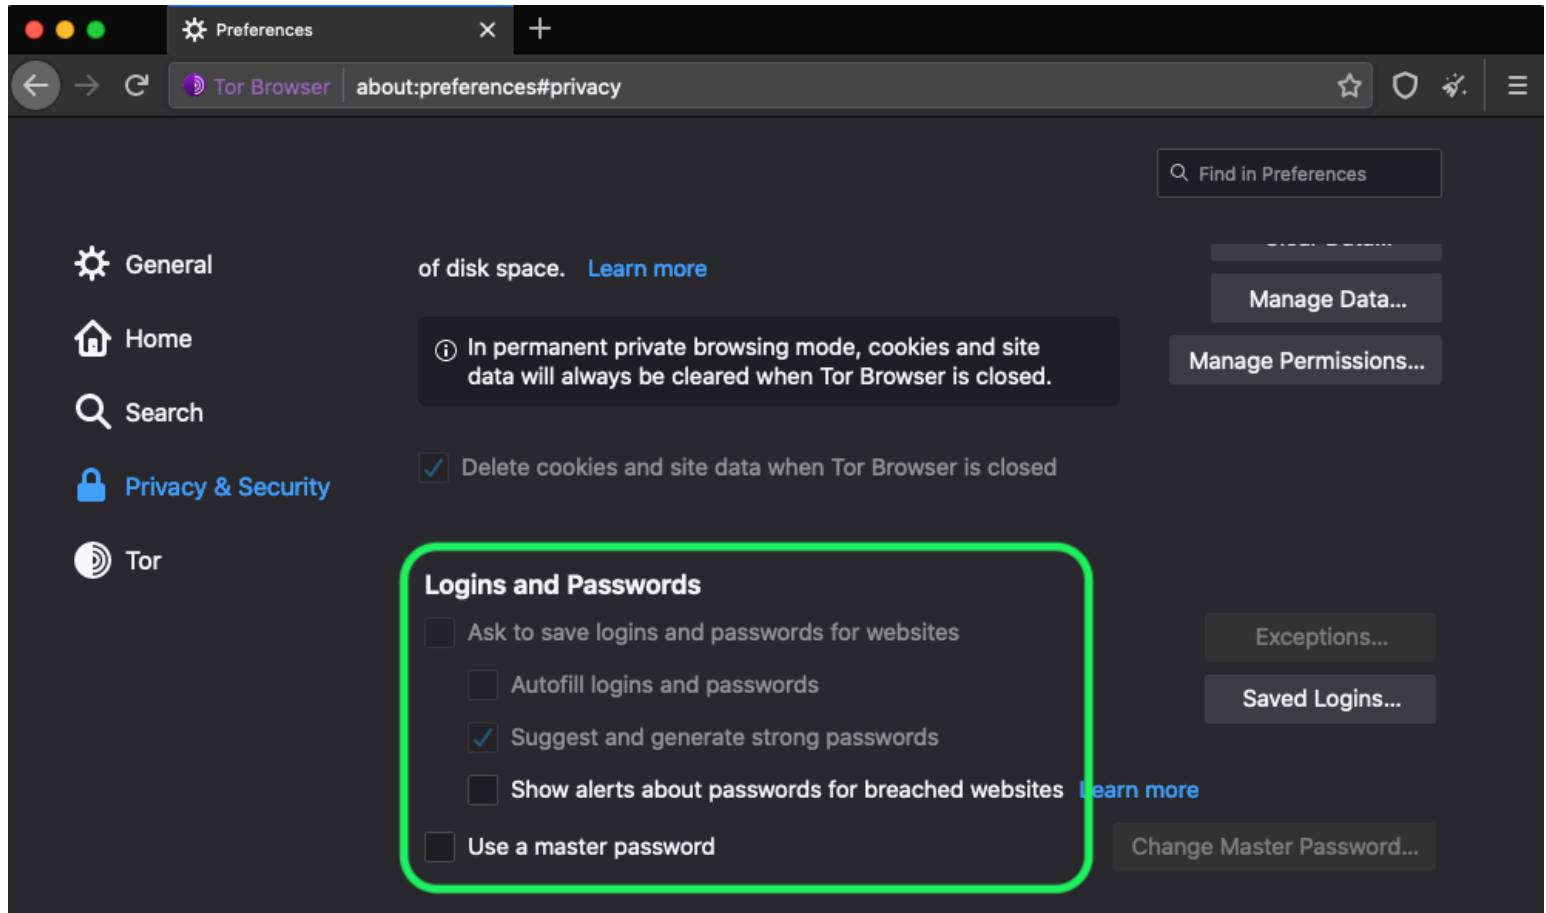 Preferences
Tor Browser about:preferences#privacy
Find in Preferences
General
Home
Search
Privacy & Security
Tor
of disk space. Learn more
Clear Data...
Manage Data...
Manage Permissions...
In permanent private browsing mode, cookies and site
data will always be cleared when Tor Browser is closed.
Delete cookies and site data when Tor Browser is closed
Logins and Passwords
Ask to save logins and passwords for websites
Exceptions...
Autofill logins and passwords
Saved Logins...
Suggest and generate strong passwords
Show alerts about passwords for breached websites Learn more
Use a master password
Change Master Password...